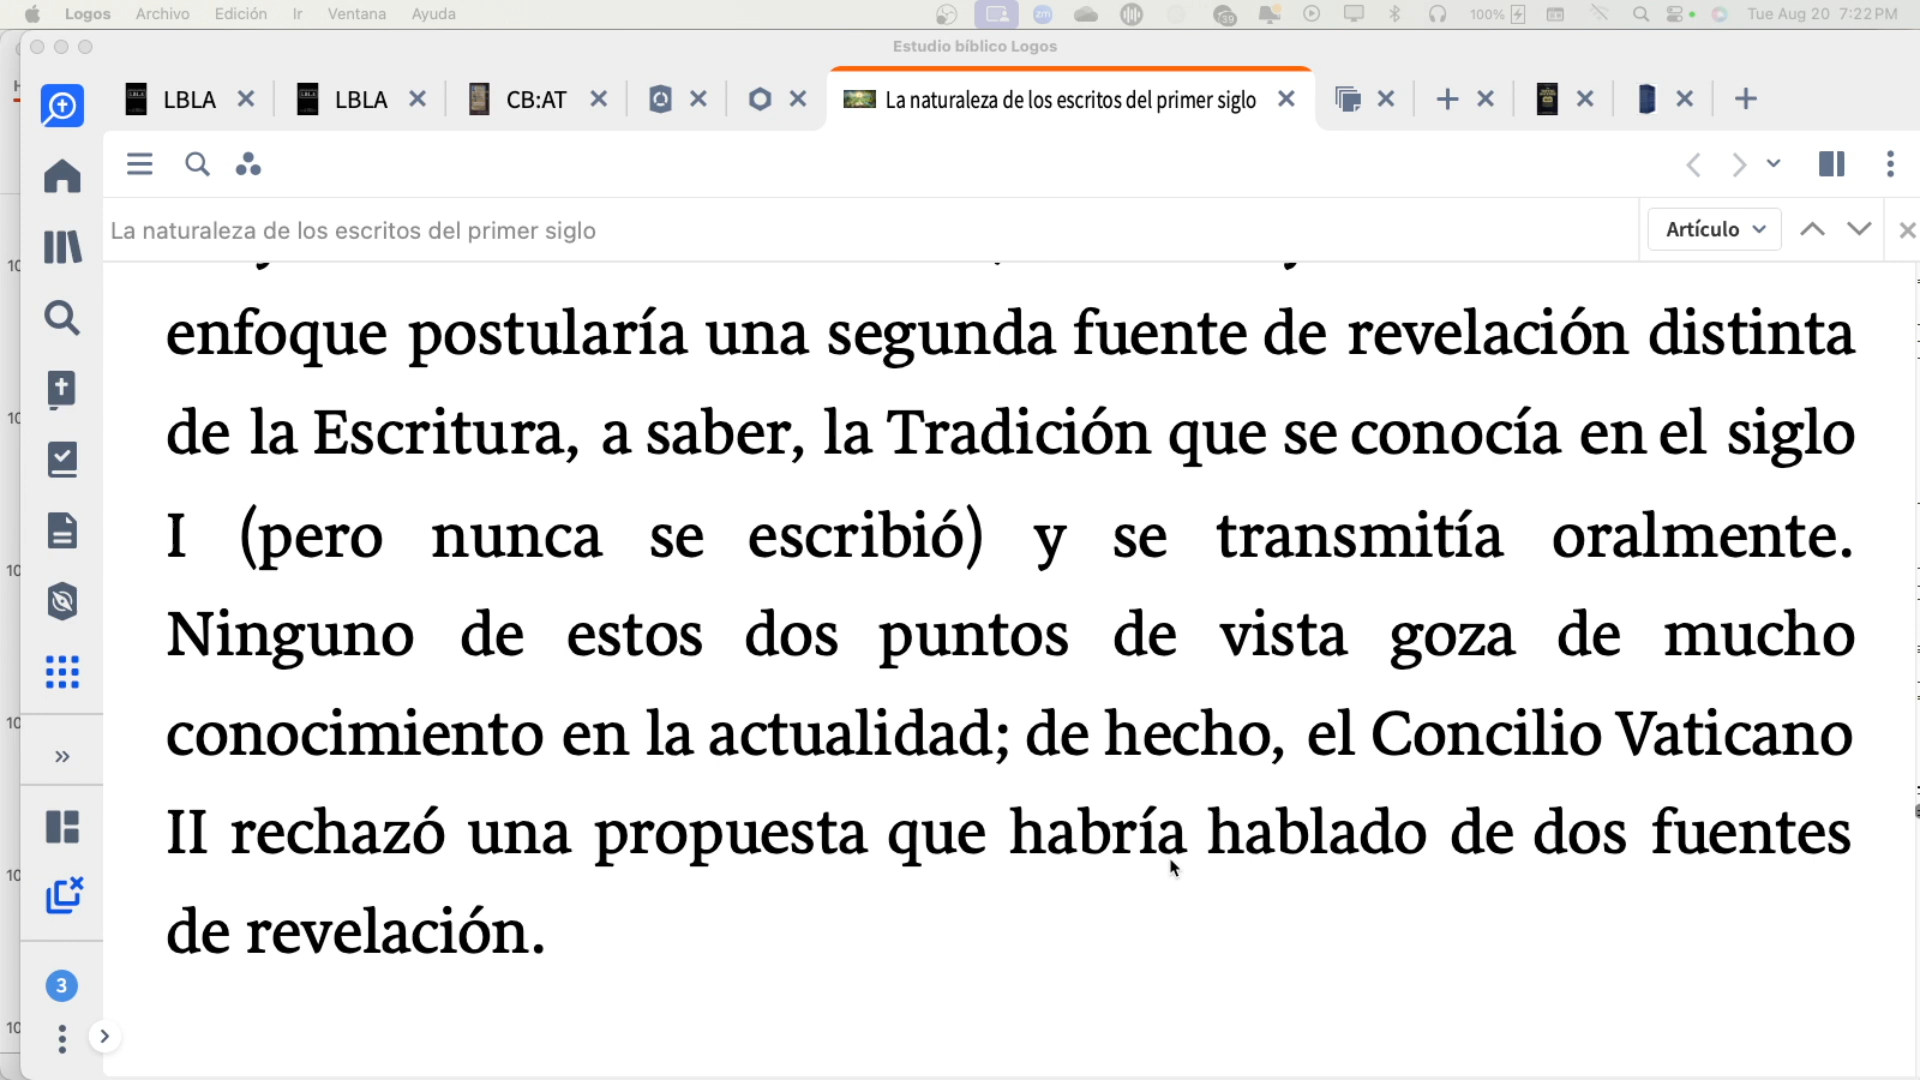 Logos Archivo Edición Ir Ventana Ayuda 100% Tue Aug 20 7:22 PM
Estudio bíblico Logos
LBLA LBLA CB:AT La naturaleza de los escritos del primer siglo
La naturaleza de los escritos del primer siglo Artículo
enfoque postularía una segunda fuente de revelación distinta
de la Escritura, a saber, la Tradición que se conocía en el siglo
I (pero nunca se escribió) y se transmitía oralmente.
Ninguno de estos dos puntos de vista goza de mucho
conocimiento en la actualidad; de hecho, el Concilio Vaticano
II rechazó una propuesta que habría hablado de dos fuentes
de revelación.
3